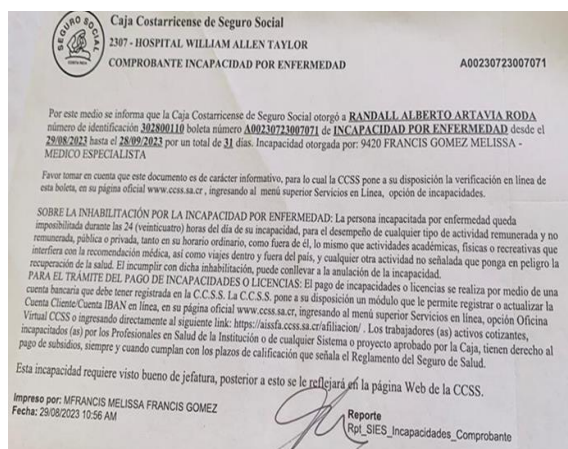 SEGURO SOCIAL
Caja Costarricense de Seguro Social
2307 - HOSPITAL WILLIAM ALLEN TAYLOR
COMPROBANTE INCAPACIDAD POR ENFERMEDAD
A00230723007071
Por este medio se informa que la Caja Costarricense de Seguro Social otorgó a RANDALL ALBERTO ARTAVIA RODA
número de identificación 302800110 boleta número A00230723007071 de INCAPACIDAD POR ENFERMEDAD desde el
29/08/2023 hasta el 28/09/2023 por un total de 31 días. Incapacidad otorgada por: 9420 FRANCIS GOMEZ MELISSA -
MEDICO ESPECIALISTA
Favor tomar en cuenta que este documento es de carácter informativo, para lo cual la CCSS pone a su disposición la verificación en línea de
esta boleta, en su página oficial www.ccss.sa.cr , ingresando al menú superior Servicios en Línea, opción de incapacidades.
SOBRE LA INHABILITACIÓN POR LA INCAPACIDAD POR ENFERMEDAD: La persona incapacitada por enfermedad queda
imposibilitada durante las 24 (veinticuatro) horas del día de su incapacidad, para el desempeño de cualquier tipo de actividad remunerada y no
remunerada, pública o privada, tanto en su horario ordinario, como fuera de él, lo mismo que actividades académicas, físicas o recreativas que
interfiera con la recomendación médica, así como viajes dentro y fuera del país, y cualquier otra actividad no señalada que ponga en peligro la
recuperación de la salud. El incumplir con dicha inhabilitación, puede conllevar a la anulación de la incapacidad.
PARA EL TRÁMITE DEL PAGO DE INCAPACIDADES O LICENCIAS: El pago de incapacidades o licencias se realiza por medio de una
cuenta bancaria que debe tener registrada en la C.C.S.S. La C.C.S.S. pone a su disposición un módulo que le permite registrar o actualizar la
Cuenta Cliente/Cuenta IBAN en línea, en su página oficial www.ccss.sa.cr, ingresando al menú superior Servicios en línea, opción Oficina
Virtual CCSS o ingresando directamente al siguiente link: https://aissfa.ccss.sa.cr/afiliacion/ . Los trabajadores (as) activos cotizantes,
incapacitados (as) por los Profesionales en Salud de la Institución o de cualquier Sistema o proyecto aprobado por la Caja, tienen derecho al
pago de subsidios, siempre y cuando cumplan con los plazos de calificación que señala el Reglamento del Seguro de Salud.
Esta incapacidad requiere visto bueno de jefatura, posterior a esto se le reflejará en la página Web de la CCSS.
Impreso por: MFRANCIS MELISSA FRANCIS GOMEZ
Fecha: 29/08/2023 10:56 AM
Reporte
Rpt_SIES_Incapacidades_Comprobante